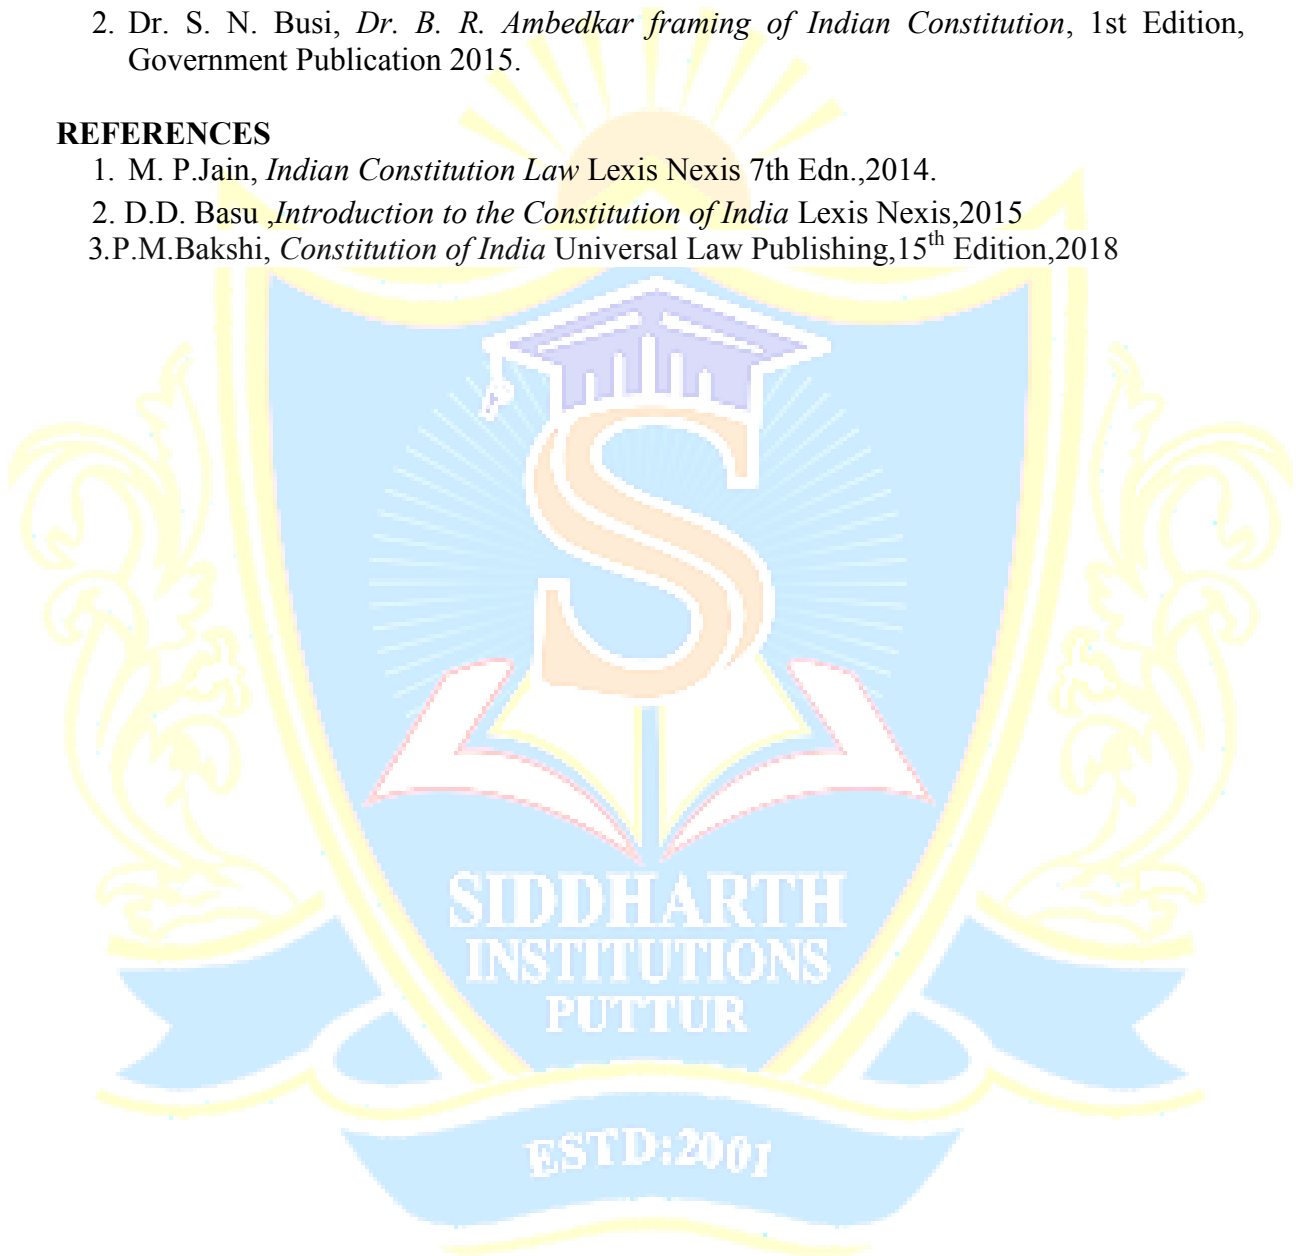 2. Dr. S. N. Busi, Dr. B. R. Ambedkar framing of Indian Constitution, 1st Edition,
Government Publication 2015.
REFERENCES
1. M. P.Jain, Indian Constitution Law Lexis Nexis 7th Edn.,2014.
2. D.D. Basu ,Introduction to the Constitution of India Lexis Nexis,2015
3.P.M.Bakshi, Constitution of India Universal Law Publishing,15th Edition,2018
S
SIDDHARTH
INSTITUTIONS
PUTTUR
ESTD:2001